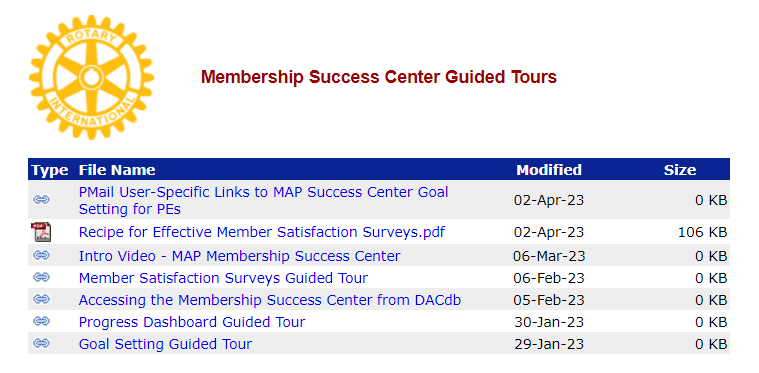 ROTARY
INTERNATIONAL
Membership Success Center Guided Tours
Type File Name Modified Size
PMail User-Specific Links to MAP Success Center Goal
Setting for PEs 02-Apr-23 0 KB
PDF Recipe for Effective Member Satisfaction Surveys.pdf 02-Apr-23 106 KB
Intro Video - MAP Membership Success Center 06-Mar-23 0 KB
Member Satisfaction Surveys Guided Tour 06-Feb-23 0 KB
Accessing the Membership Success Center from DACdb 05-Feb-23 0 KB
Progress Dashboard Guided Tour 30-Jan-23 0 KB
Goal Setting Guided Tour 29-Jan-23 0 KB